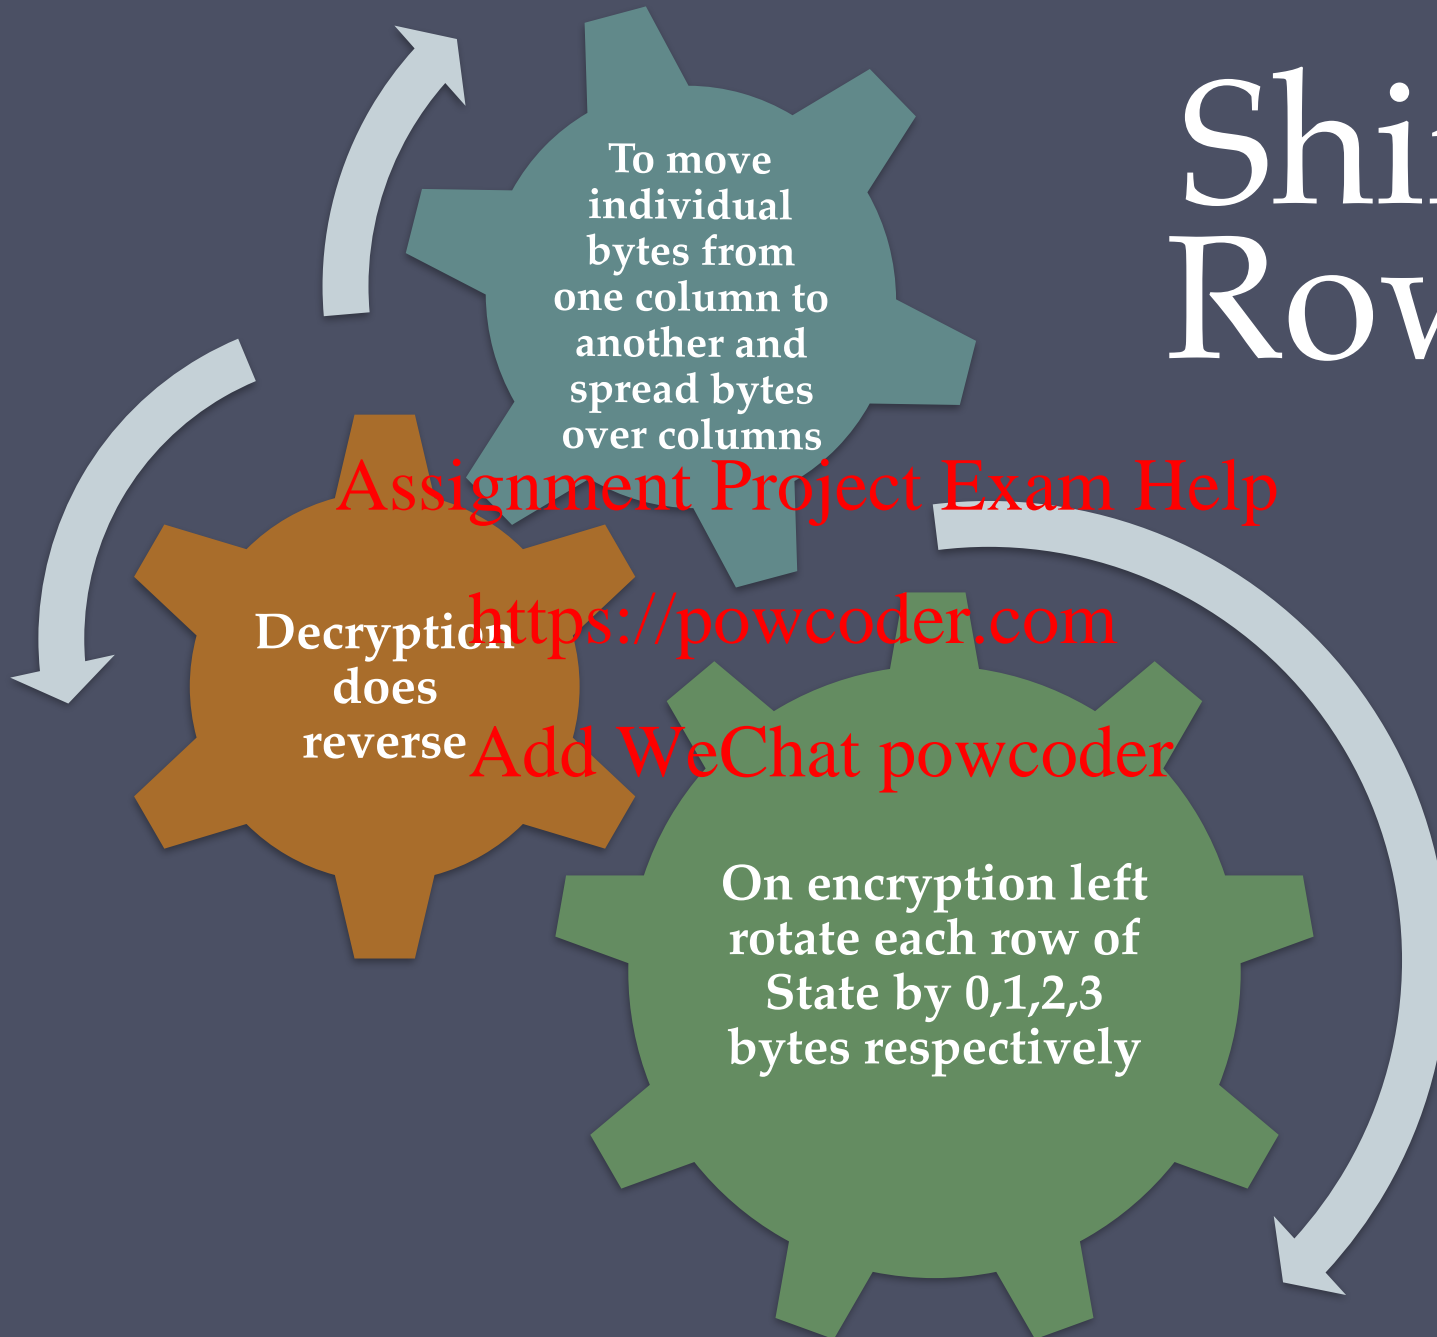 To move
individual
bytes from
one column to
another and
spread bytes
over columns
Assignment Project Exam Help
Decryption
does
reverse
https://powcoder.com
Add WeChat powcoder
On encryption left
rotate each row of
State by 0,1,2,3
bytes respectively